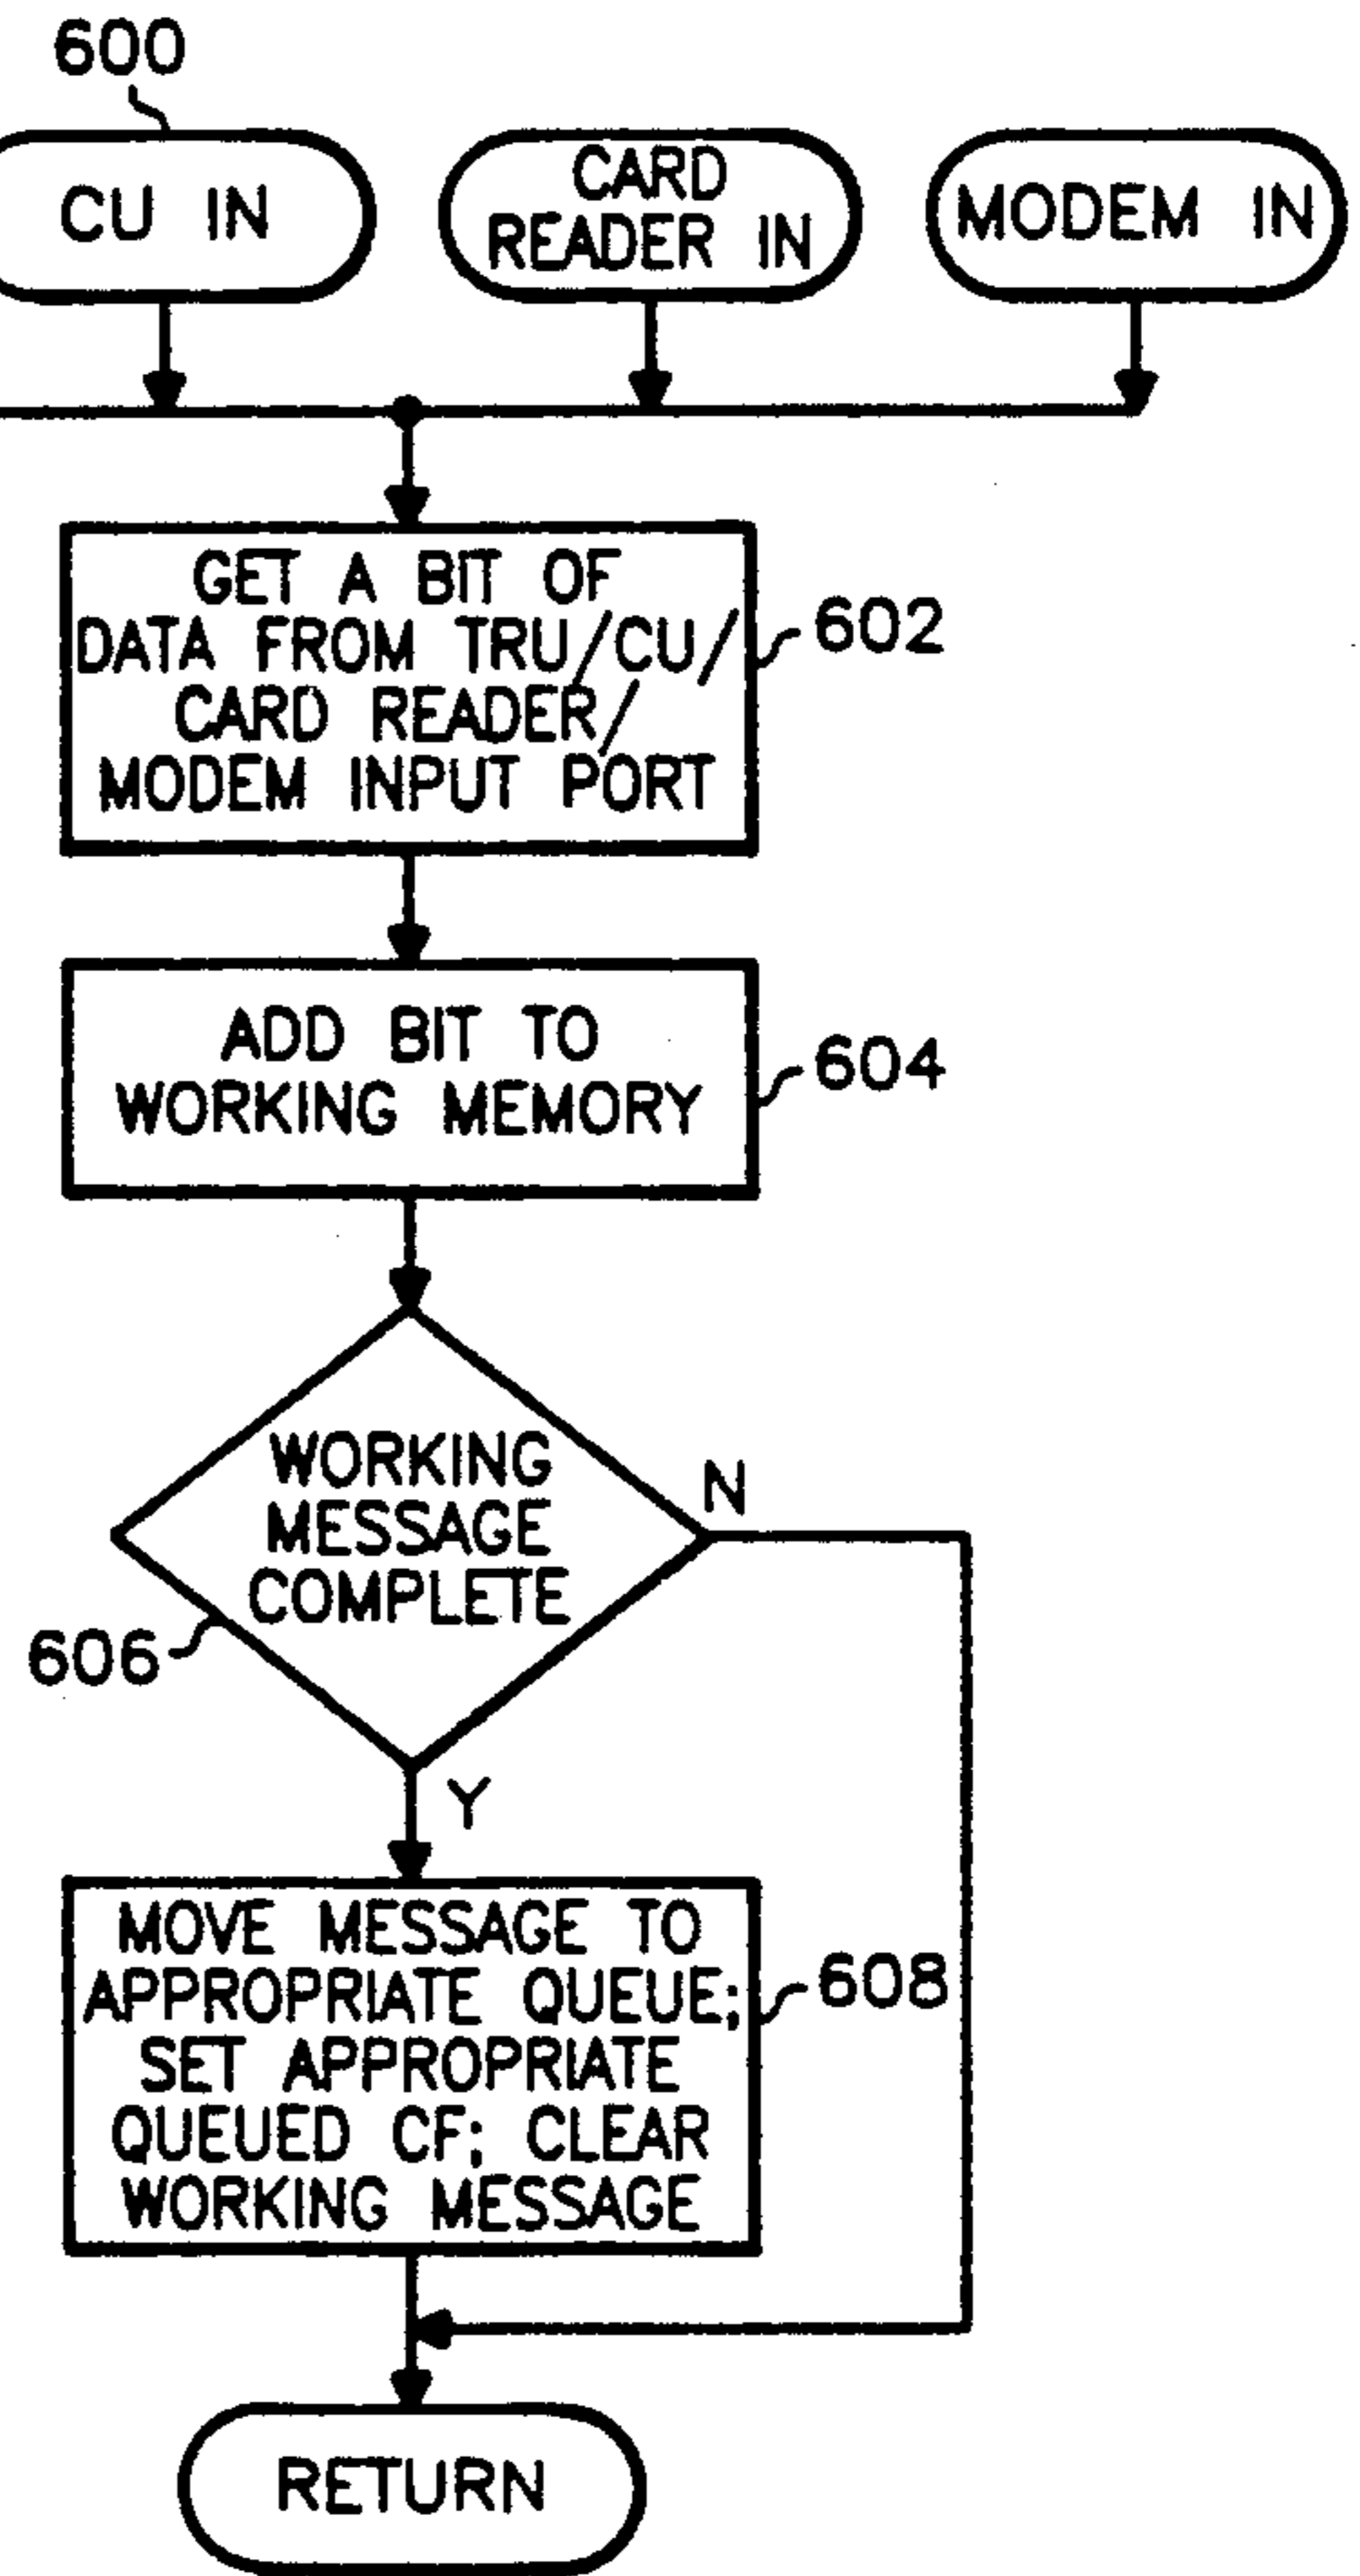 600
CU IN
CARD
READER IN
MODEM IN
GET A BIT OF
DATA FROM TRU/CU/
CARD READER/
MODEM INPUT PORT
602
ADD BIT TO
WORKING MEMORY
604
WORKING
MESSAGE
COMPLETE
N
606
Y
MOVE MESSAGE TO
APPROPRIATE QUEUE;
SET APPROPRIATE
QUEUED CF; CLEAR
WORKING MESSAGE
608
RETURN